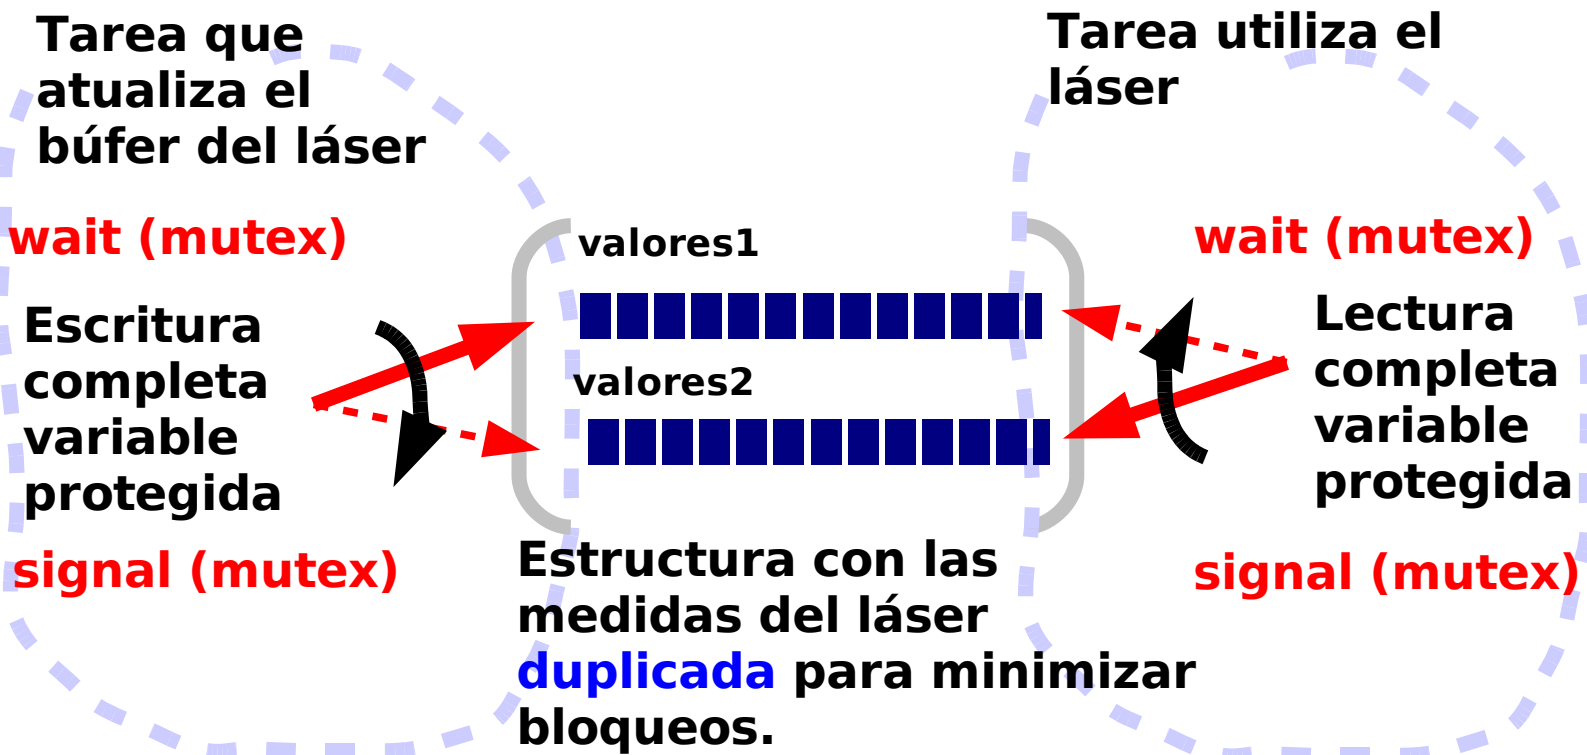 Tarea que
atualiza el
búfer del láser
wait (mutex)
Escritura
completa
variable
protegida
signal (mutex)
valores1
valores2
Estructura con las
medidas del láser
duplicada para minimizar
bloqueos.
Tarea utiliza el
láser
wait (mutex)
Lectura
completa
variable
protegida
signal (mutex)